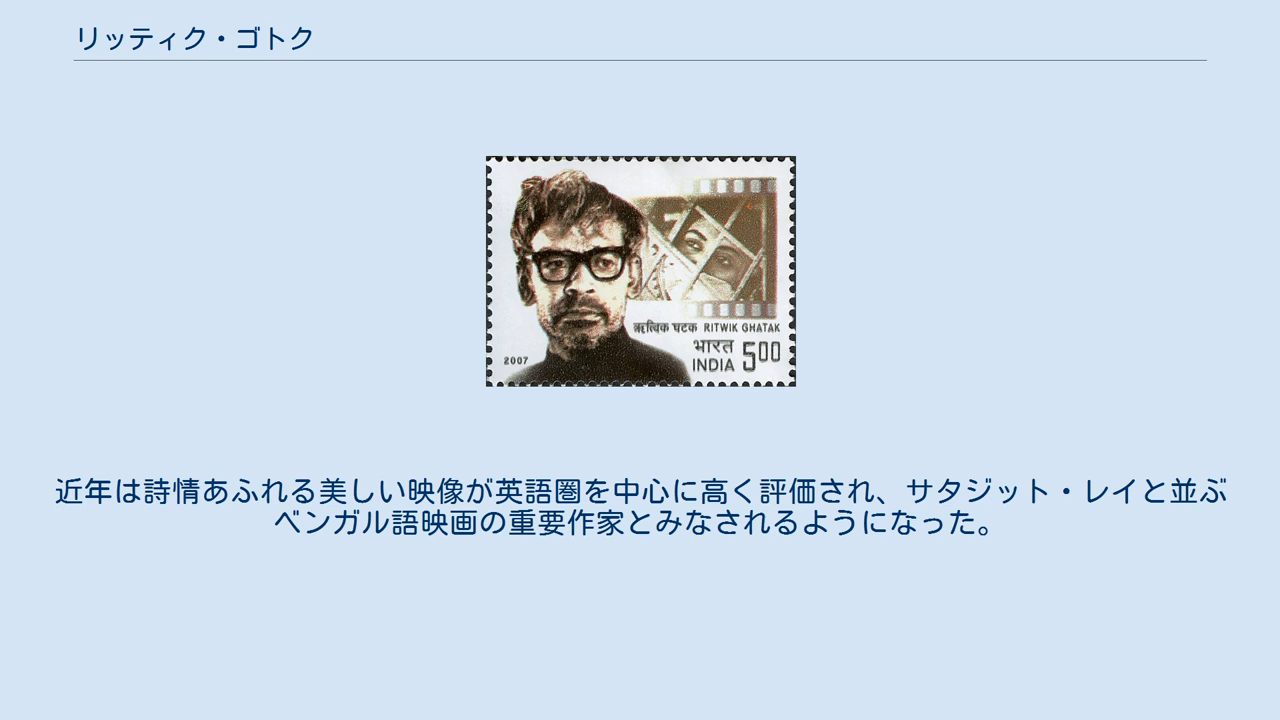 リッティク・ゴトク
ऋत्विक घटक RITWIK GHATAK
भारत
INDIA 500
2007
近年は詩情あふれる美しい映像が英語圏を中心に高く評価され、サタジット・レイと並ぶ
ベンガル語映画の重要作家とみなされるようになった。